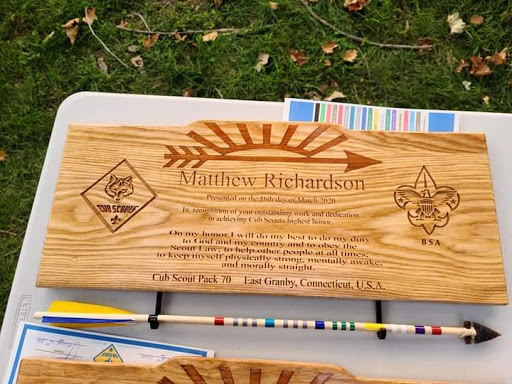 Matthew Richardson
Presented on the 16th day of March 2020
In recognition of your outstanding work and dedication
in achieving Cub Scouts highest honor.
CUB SCOUTS
On my honor I will do my best to do my duty
to God and my country and to obey the
Scout Law; to help other people at all times;
to keep myself physically strong, mentally awake,
and morally straight.
BSA
Cub Scout Pack 70 East Granby, Connecticut, U.S.A.